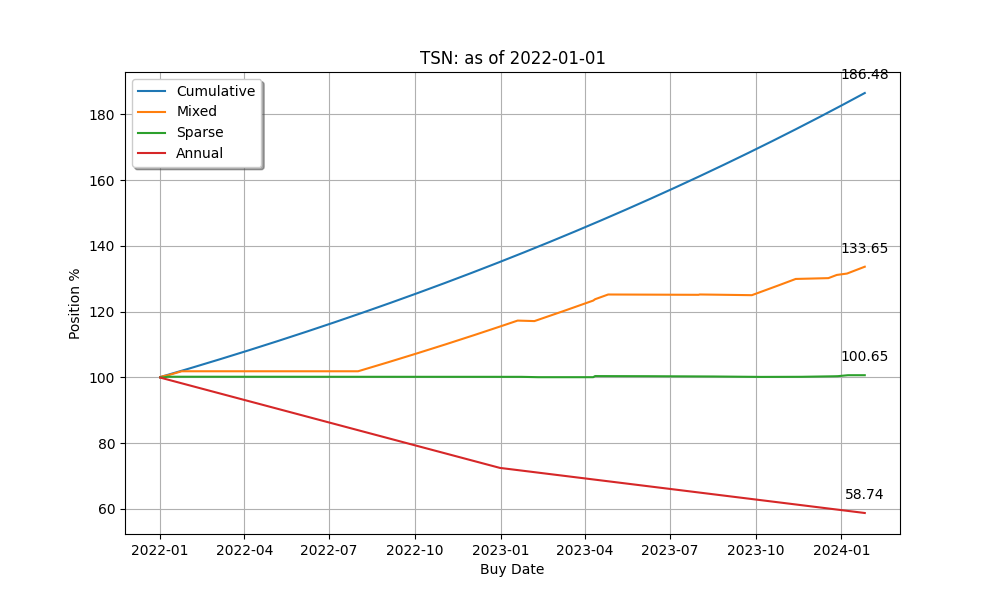 TSN: as of 2022-01-01
186.48
Cumulative
Mixed
Sparse
Annual
180
160
140
120
100
80
60
133.65
100.65
58.74
Position %
2022-01
2022-04
2022-07
2022-10
2023-01
2023-04
2023-07
2023-10
2024-01
Buy Date